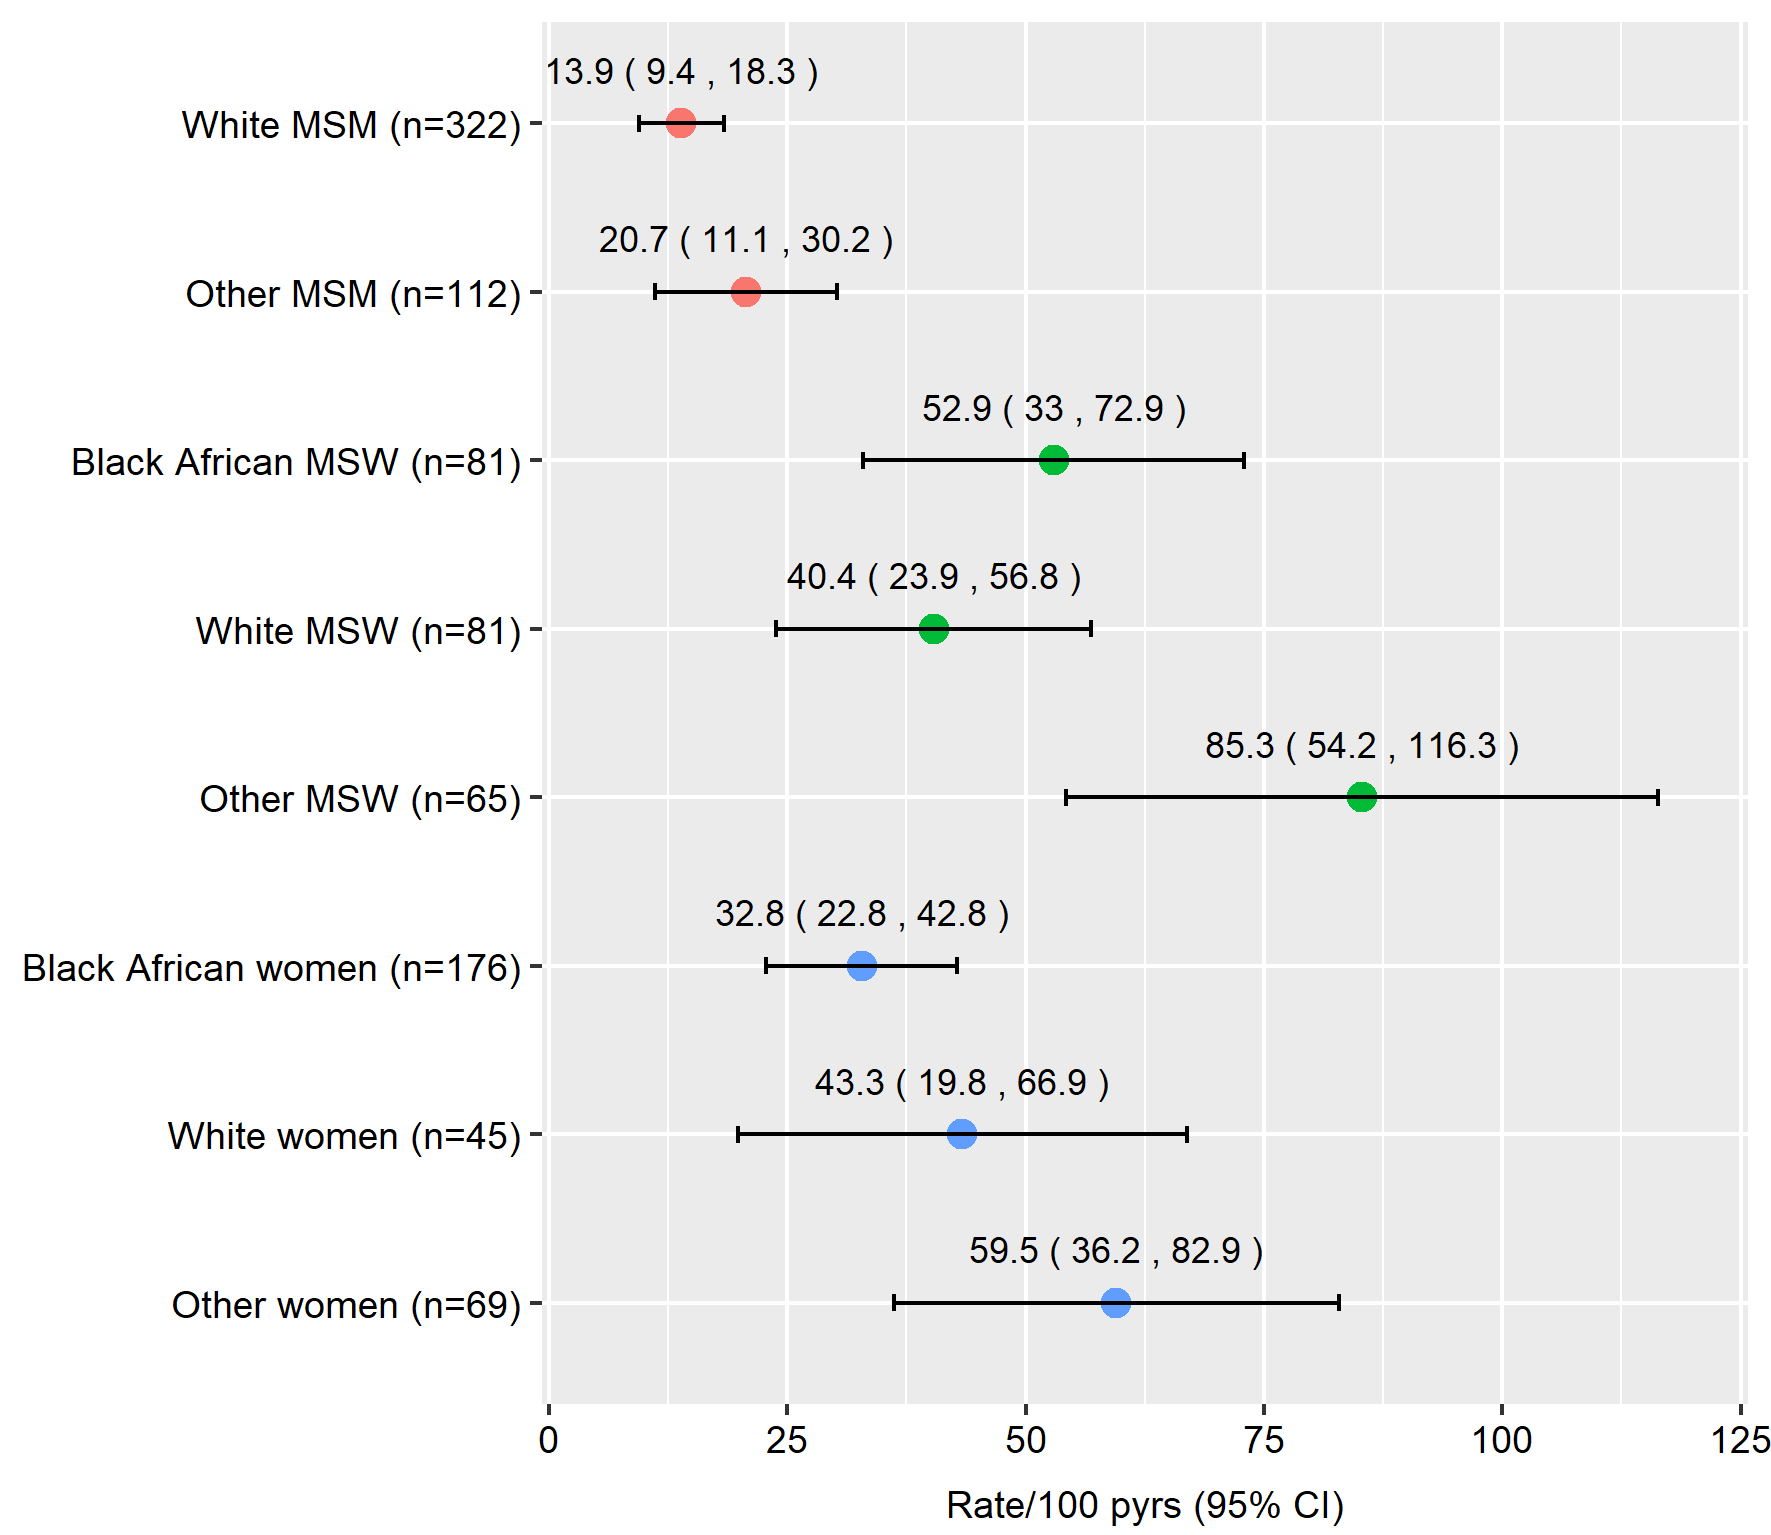 13.9 ( 9.4 , 18.3 )
White MSM (n=322)
20.7 ( 11.1 , 30.2 )
Other MSM (n=112)
52.9 ( 33 , 72.9 )
Black African MSW (n=81)
40.4 ( 23.9 , 56.8 )
White MSW (n=81)
85.3 ( 54.2 , 116.3 )
Other MSW (n=65)
32.8 ( 22.8 , 42.8 )
Black African women (n=176)
43.3 ( 19.8 , 66.9 )
White women (n=45)
59.5 ( 36.2 , 82.9 )
Other women (n=69)
0 25 50 75 100 125
Rate/100 pyrs (95% CI)